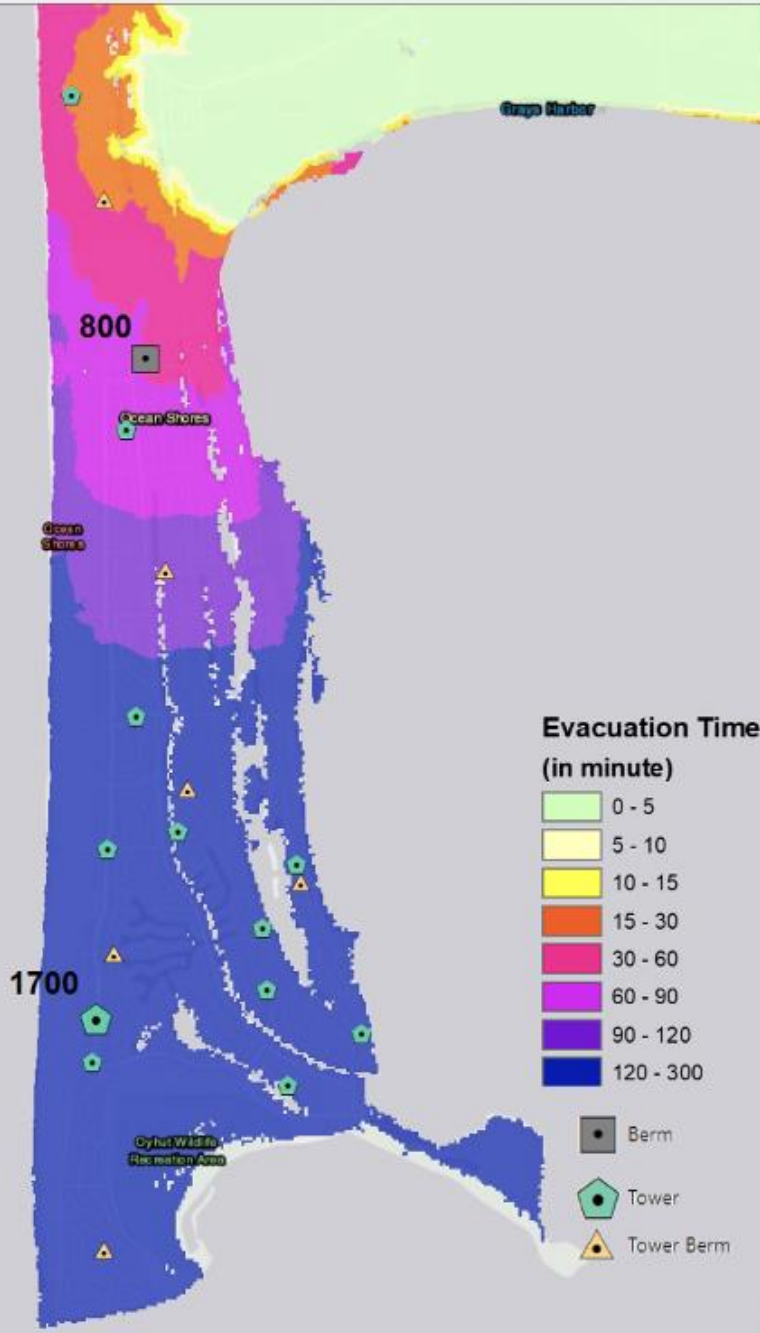 Grays Harbor
800
Ocean Shores
Ocean
Shores
1700
Oyhut Wildlife
Recreation Area
Evacuation Time
(in minute)
0 - 5
5 - 10
10 - 15
15 - 30
30 - 60
60 - 90
90 - 120
120 - 300
Berm
Tower
Tower Berm